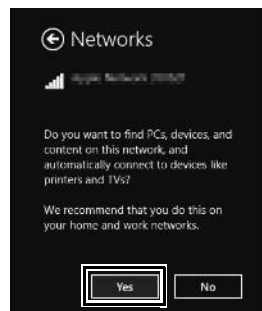 Networks
Do you want to find PCs, devices, and
content on this network, and
automatically connect to devices like
printers and TVs?
We recommend that you do this on
your home and work networks.
Yes No